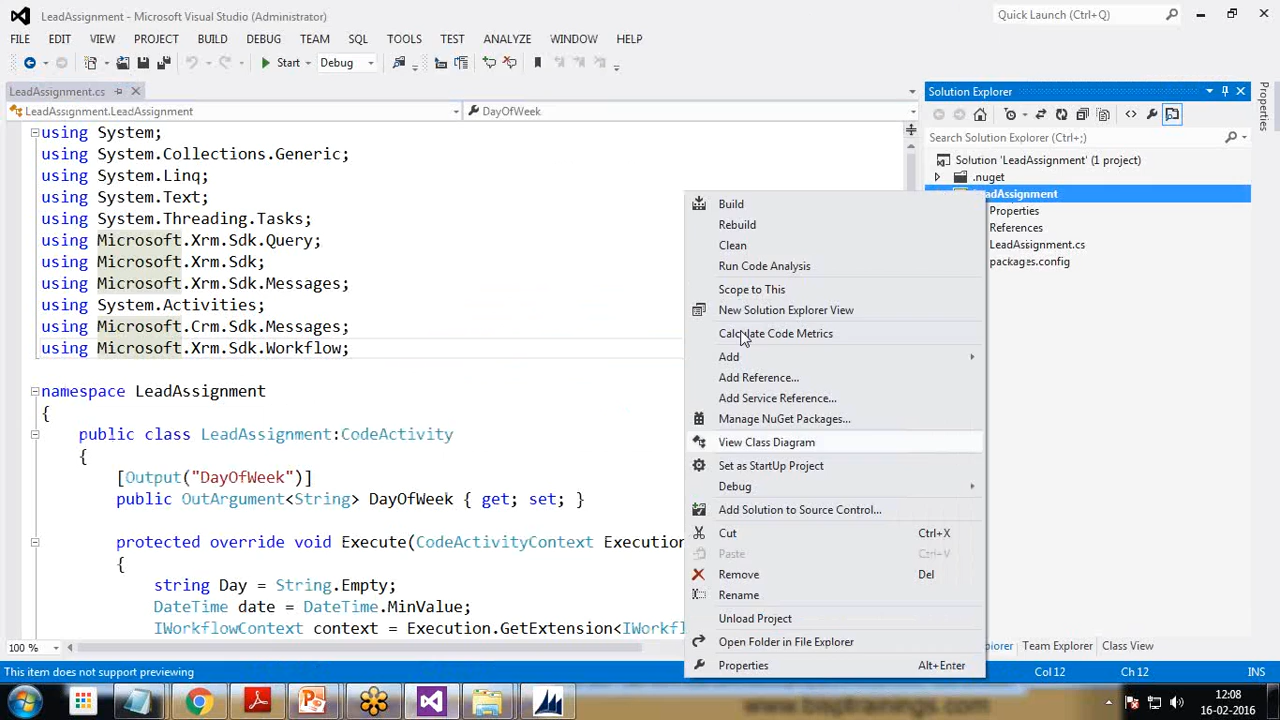 LeadAssignment - Microsoft Visual Studio (Administrator)
Quick Launch (Ctrl+Q)
FILE EDIT VIEW PROJECT BUILD DEBUG TEAM SQL TOOLS TEST ANALYZE WINDOW HELP
Start Debug
LeadAssignment.cs
LeadAssignment.LeadAssignment
DayOfWeek
using System;
using System.Collections.Generic;
using System.Linq;
using System.Text;
using System.Threading.Tasks;
using Microsoft.Xrm.Sdk.Query;
using Microsoft.Xrm.Sdk;
using Microsoft.Xrm.Sdk.Messages;
using System.Activities;
using Microsoft.Crm.Sdk.Messages;
using Microsoft.Xrm.Sdk.Workflow;
namespace LeadAssignment
{
public class LeadAssignment:CodeActivity
{
[Output("DayOfWeek")]
public OutArgument<String> DayOfWeek { get; set; }
protected override void Execute(CodeActivityContext Execution
{
string Day = String.Empty;
DateTime date = DateTime.MinValue;
IWorkflowContext context = Execution.GetExtension<IWorkfl
100 %
Build
Rebuild
Clean
Run Code Analysis
Scope to This
New Solution Explorer View
Calculate Code Metrics
Add
Add Reference...
Add Service Reference...
Manage NuGet Packages...
View Class Diagram
Set as StartUp Project
Debug
Add Solution to Source Control...
Cut Ctrl+X
Paste Ctrl+V
Remove Del
Rename
Unload Project
Open Folder in File Explorer
Properties Alt+Enter
Solution Explorer
Search Solution Explorer (Ctrl+;)
Solution 'LeadAssignment' (1 project)
.nuget
eadAssignment
Properties
References
LeadAssignment.cs
packages.config
Properties
plorer Team Explorer Class View
This item does not support previewing
Col 12 Ch 12 INS
12:08
16-02-2016